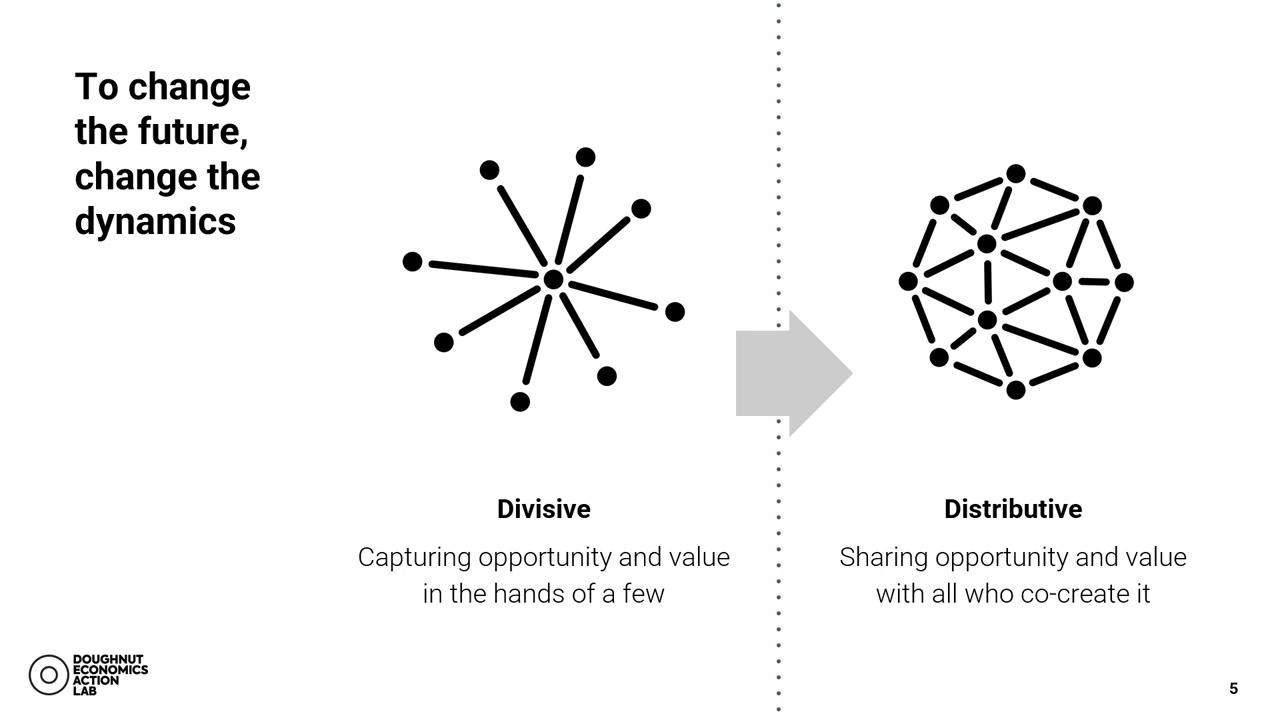 To change
the future,
change the
dynamics
Divisive
Capturing opportunity and value
in the hands of a few
Distributive
Sharing opportunity and value
with all who co-create it
DOUGHNUT
ECONOMICS
ACTION
LAB
5